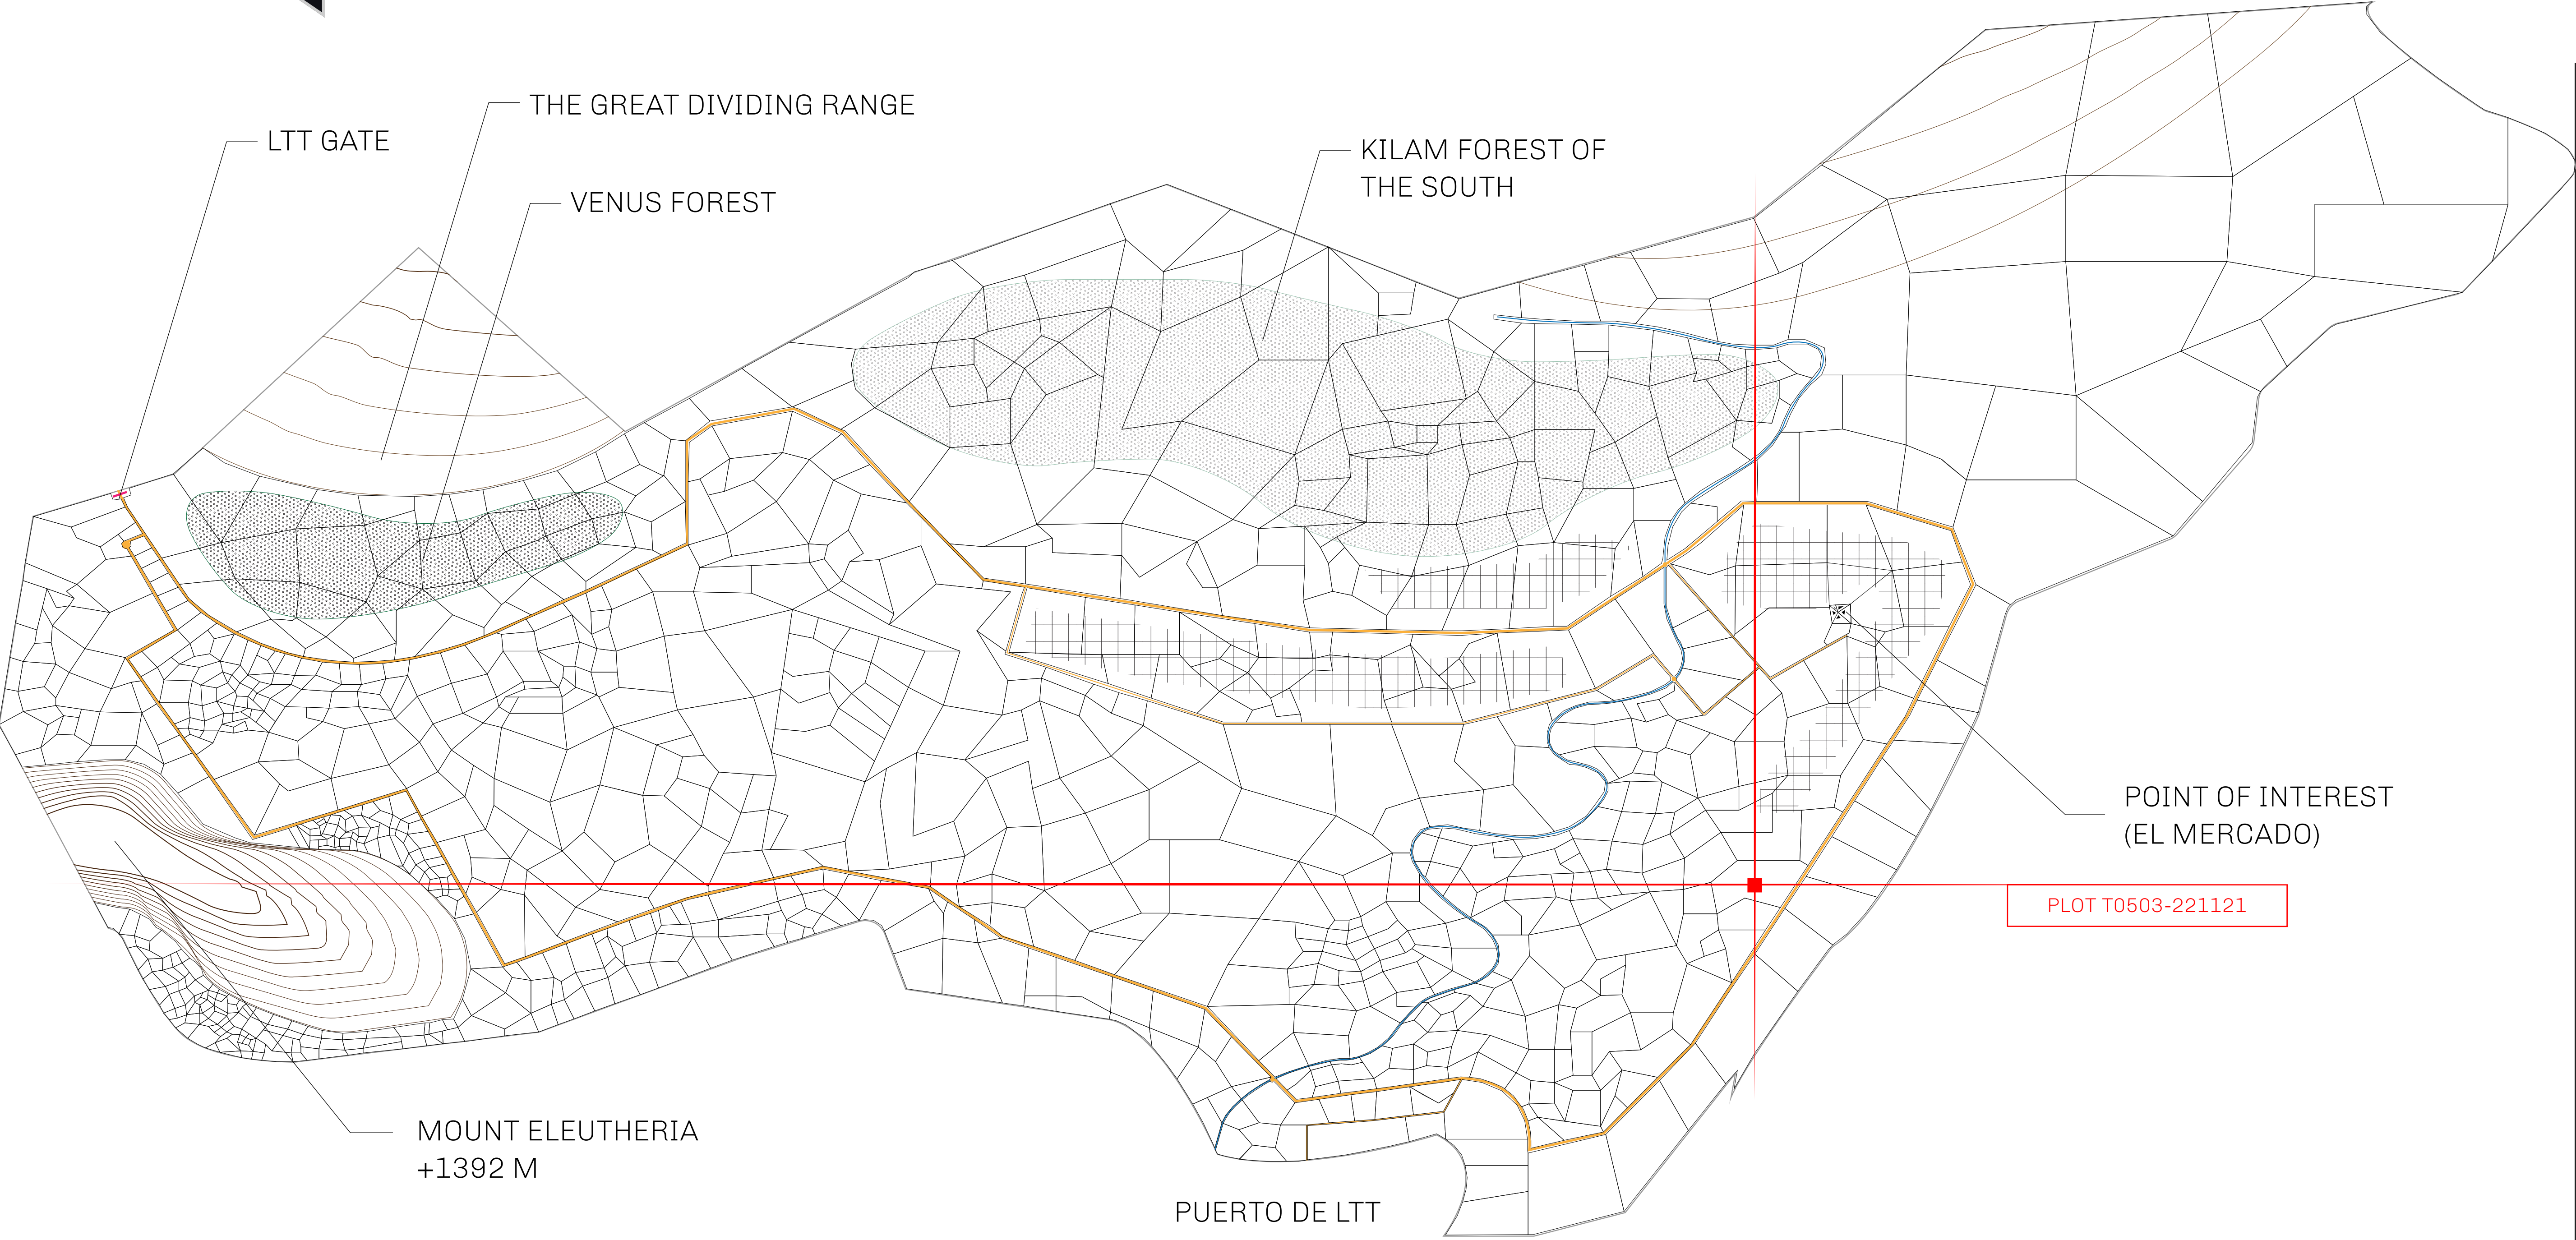 THE GREAT DIVIDING RANGE
LTT GATE
KILAM FOREST OF
THE SOUTH
VENUS FOREST
POINT OF INTEREST
(EL MERCADO)
PLOT T0503-221121
MOUNT ELEUTHERIA
+1392 M
PUERTO DE LTT